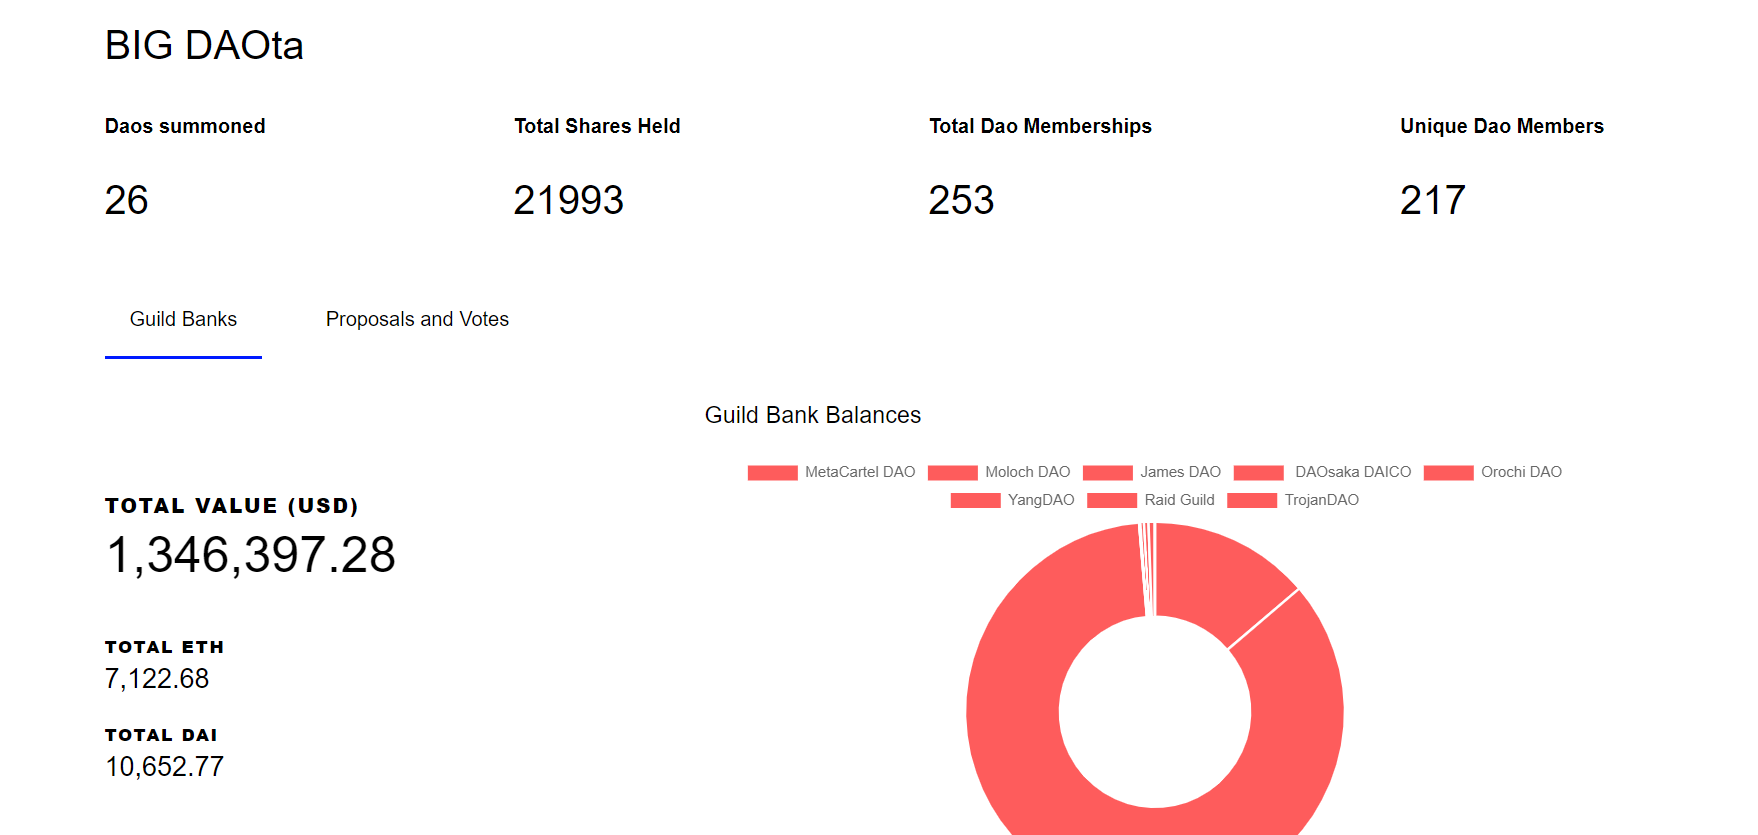 BIG DAOta
Daos summoned Total Shares Held Total Dao Memberships Unique Dao Members
26 21993 253 217
Guild Banks Proposals and Votes
Guild Bank Balances
MetaCartel DAO Moloch DAO James DAO DAOsaka DAICO Orochi DAO
YangDAO Raid Guild TrojanDAO
TOTAL VALUE (USD)
1,346,397.28
TOTAL ETH
7,122.68
TOTAL DAI
10,652.77